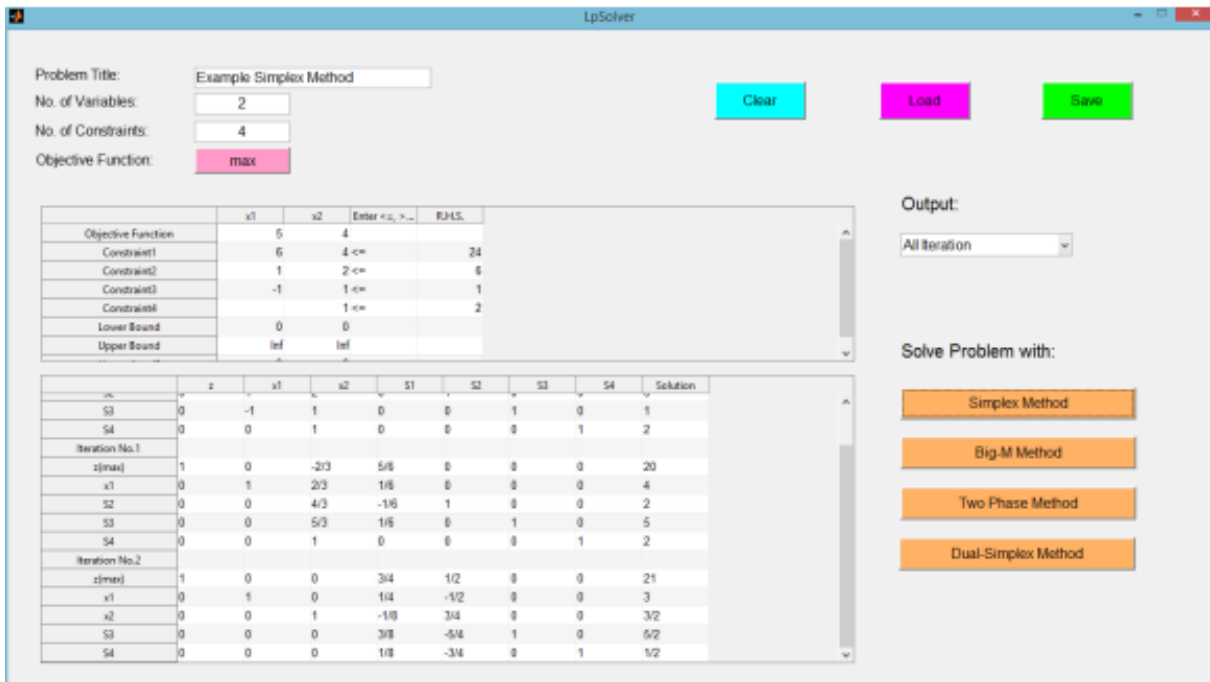 LpSolver
Problem Title: Example Simplex Method
No. of Variables: 2
No. of Constraints: 4
Objective Function: max
Clear Load Save
x1 x2 Enter <=, >... R.H.S.
Objective Function 5 4
Constraint1 6 4 <= 24
Constraint2 1 2 <= 6
Constraint3 -1 1 <= 1
Constraint4 1 <= 2
Lower Bound 0 0
Upper Bound Inf Inf
Output:
All Iteration
Solve Problem with:
Simplex Method
Big-M Method
Two Phase Method
Dual-Simplex Method
z x1 x2 S1 S2 S3 S4 Solution
S3 0 -1 1 0 0 1 0 1
S4 0 0 1 0 0 0 1 2
Iteration No.1
z(max) 1 0 -2/3 5/6 0 0 0 20
x1 0 1 2/3 1/6 0 0 0 4
S2 0 0 4/3 -1/6 1 0 0 2
S3 0 0 5/3 1/6 0 1 0 5
S4 0 0 1 0 0 0 1 2
Iteration No.2
z(max) 1 0 0 3/4 1/2 0 0 21
x1 0 1 0 1/4 -1/2 0 0 3
x2 0 0 1 -1/8 3/4 0 0 3/2
S3 0 0 0 3/8 -5/4 1 0 5/2
S4 0 0 0 1/8 -3/4 0 1 1/2